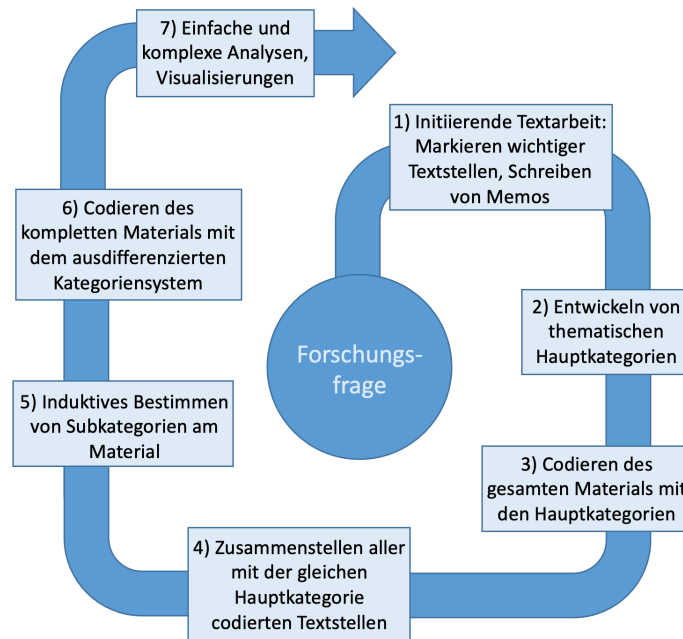 Forschungs-
frage
1) Initiierende Textarbeit:
Markieren wichtiger
Textstellen, Schreiben
von Memos
2) Entwickeln von
thematischen
Hauptkategorien
3) Codieren des
gesamten Materials mit
den Hauptkategorien
4) Zusammenstellen aller
mit der gleichen
Hauptkategorie
codierten Textstellen
5) Induktives Bestimmen
von Subkategorien am
Material
6) Codieren des
kompletten Materials mit
dem ausdifferenzierten
Kategoriensystem
7) Einfache und
komplexe Analysen,
Visualisierungen